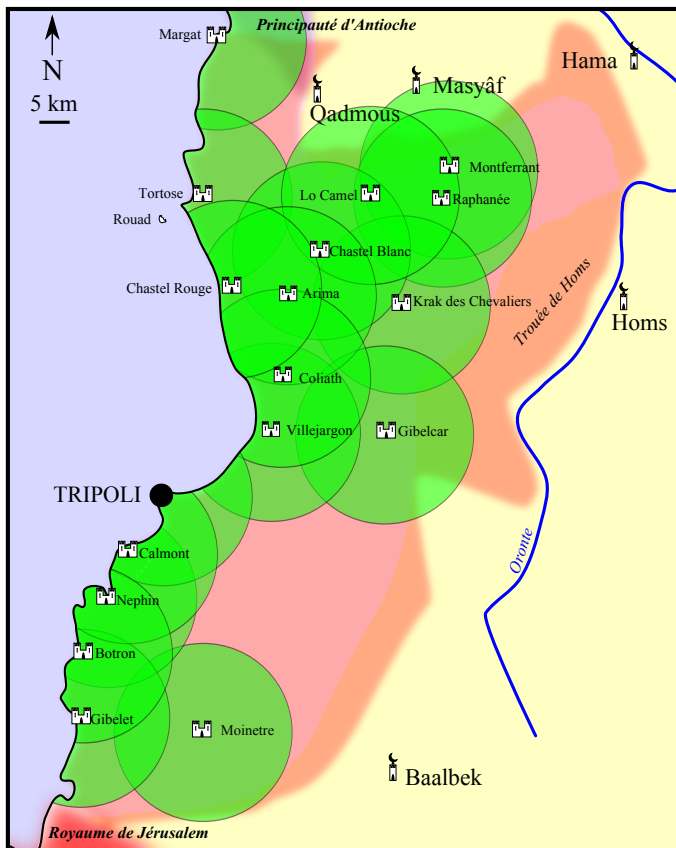 Principauté d'Antioche
Margat
N
5 km
Hama
Masyâf
Qadmous
Montferrant
Tortose
Lo Camel
Raphanée
Rouad
Chastel Blanc
Chastel Rouge
Arima
Krak des Chevaliers
Trouée de Homs
Homs
Coliath
Villejargon
Gibelcar
TRIPOLI
Calmont
Oronte
Nephin
Botron
Gibelet
Moinetre
Baalbek
Royaume de Jérusalem